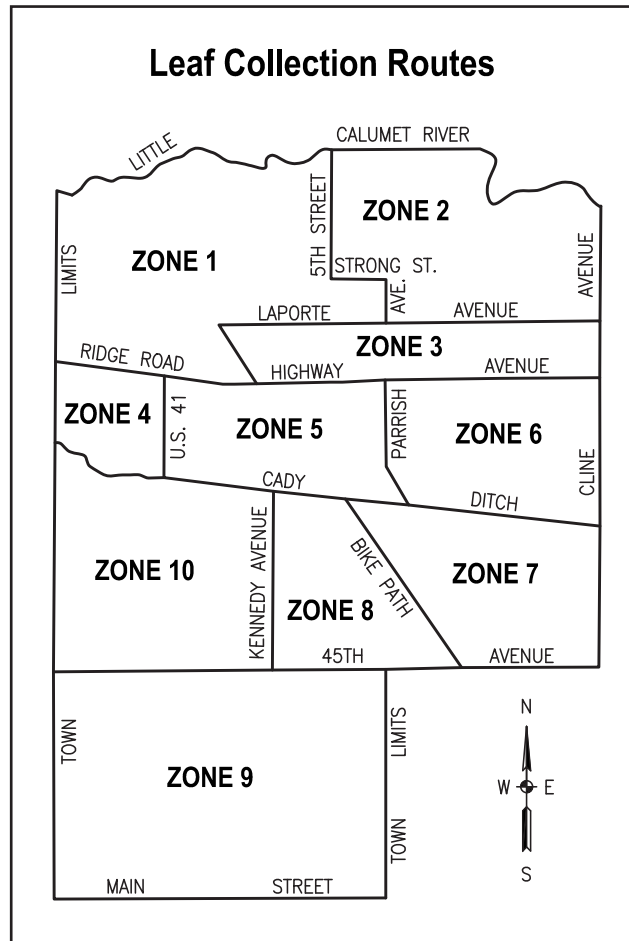 Leaf Collection Routes
LITTLE
CALUMET RIVER
5TH STREET
ZONE 2
ZONE 1
LIMITS
STRONG ST.
AVENUE
AVE.
LAPORTE
AVENUE
ZONE 3
RIDGE ROAD
HIGHWAY
AVENUE
ZONE 4
U.S. 41
ZONE 5
PARRISH
ZONE 6
CLINE
CADY
DITCH
ZONE 10
KENNEDY AVENUE
ZONE 8
BIKE PATH
ZONE 7
45TH
AVENUE
TOWN
LIMITS
ZONE 9
TOWN
MAIN
STREET
N
W
E
S